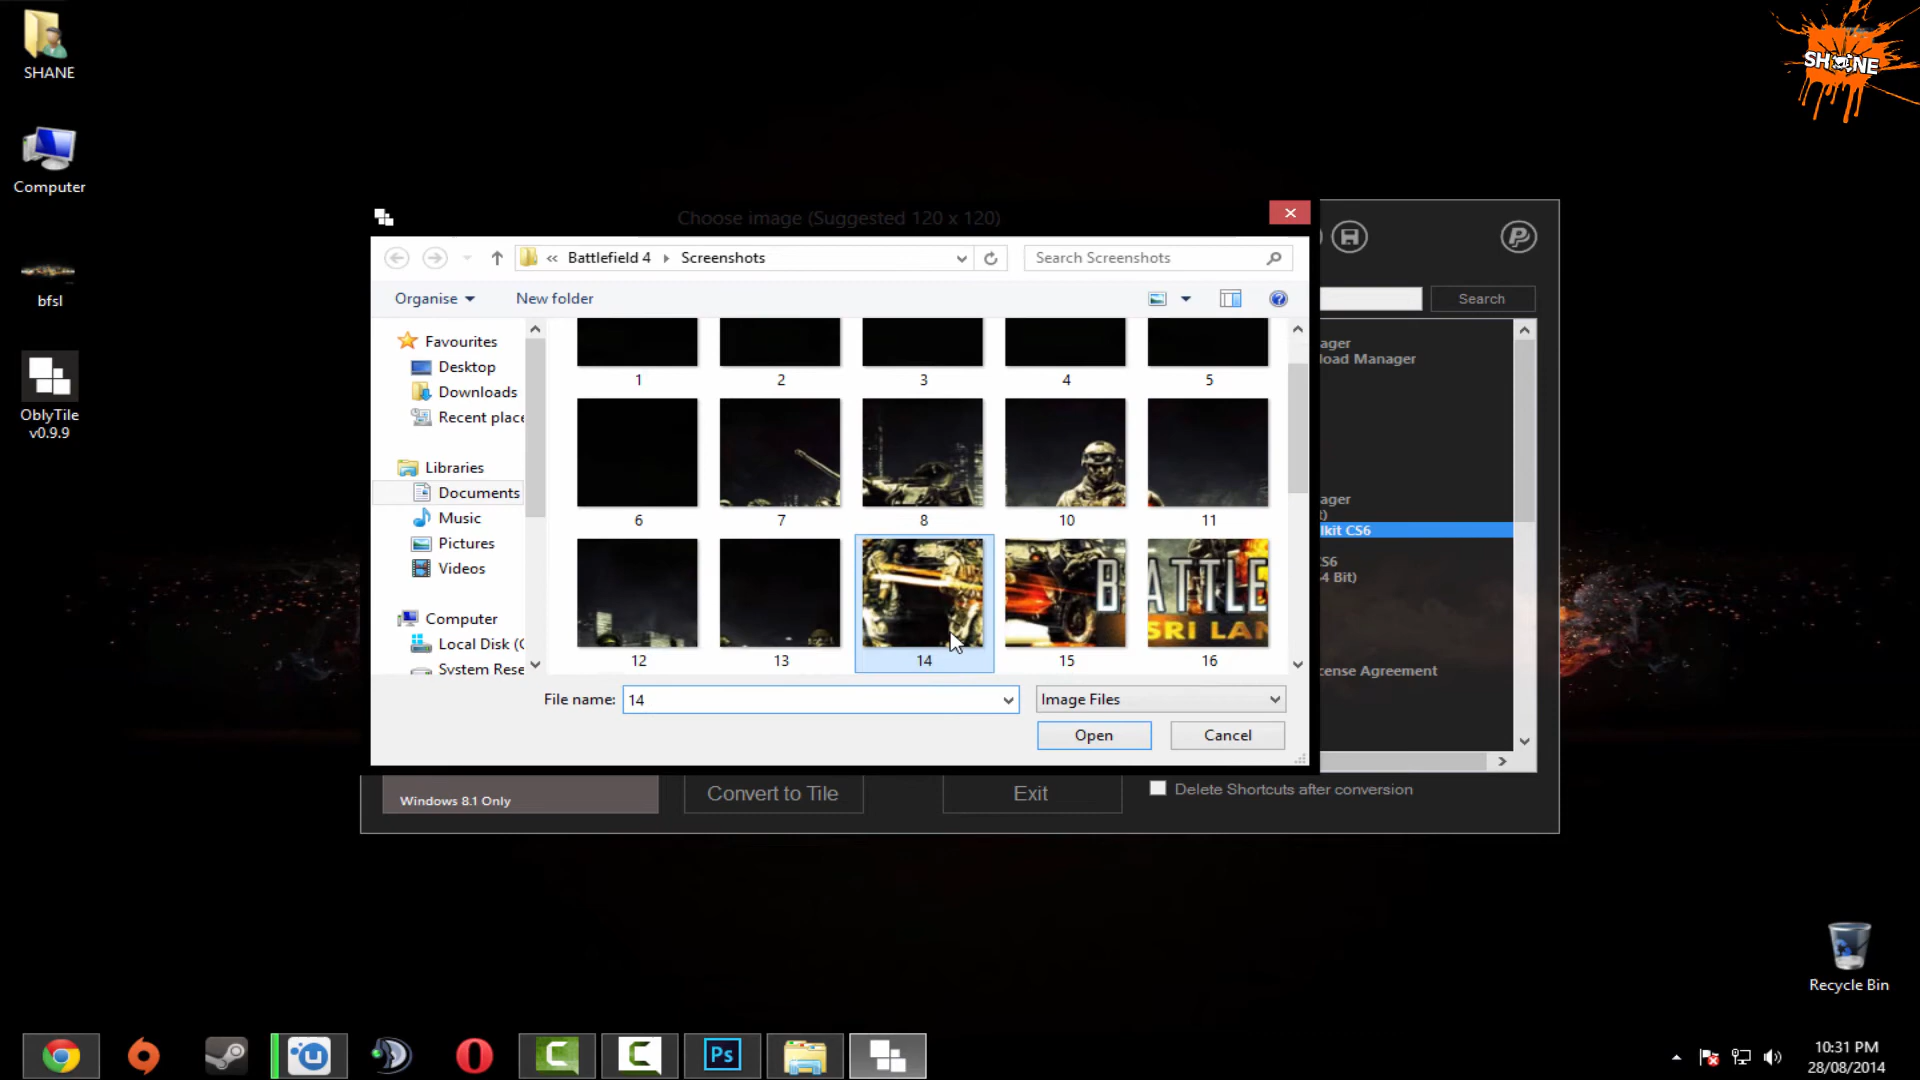 SHANE
SHANE
Computer
bfsl
OblyTile
v0.9.9
Choose image (Suggested 120 x 120)
Battlefield 4
Screenshots
Search Screenshots
Organise
New folder
Search
Favourites
Desktop
Downloads
Recent place
Libraries
Documents
Music
Pictures
Videos
Computer
Local Disk (C
System Rese
1
2
3
4
5
6
7
8
10
11
BATTLE
SRI LAN
12
13
14
15
16
ager
load Manager
ager
t)
lkit CS6
S6
4 Bit)
cense Agreement
File name:
14
Image Files
Open
Cancel
Windows 8.1 Only
Convert to Tile
Exit
Delete Shortcuts after conversion
Recycle Bin
Ps
10:31 PM
28/08/2014